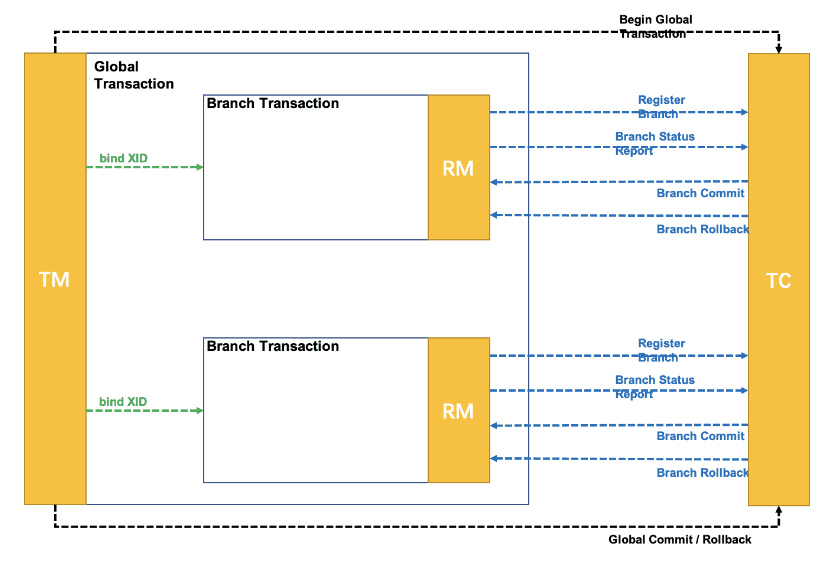 Begin Global
Transaction
Global
Transaction
Branch Transaction
Register
Branch
Branch Status
Report
bind XID
RM
Branch Commit
Branch Rollback
TM
TC
Branch Transaction
Register
Branch
Branch Status
Report
bind XID
RM
Branch Commit
Branch Rollback
Global Commit / Rollback